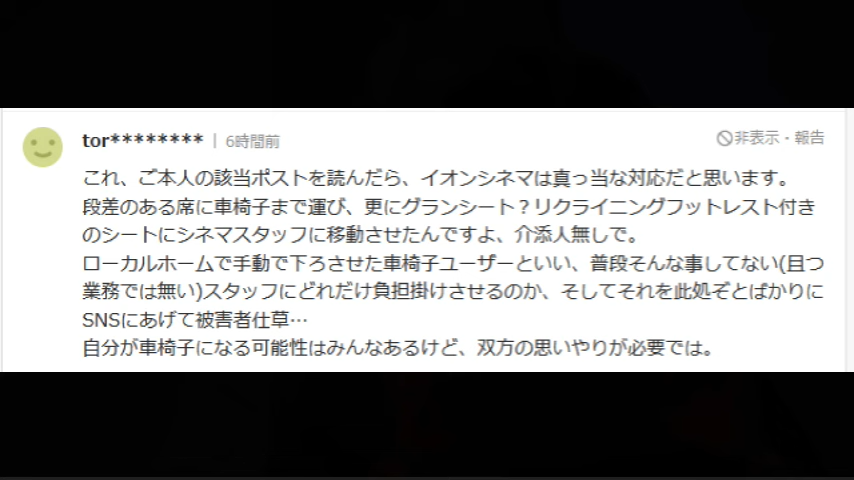 tor******** | 6時間前
非表示・報告
これ、ご本人の該当ポストを読んだら、イオンシネマは真っ当な対応だと思います。
段差のある席に車椅子まで運び、更にグランシート？リクライニングフットレスト付き
のシートにシネマスタッフに移動させたんですよ、介添人無しで。
ローカルホームで手動で下ろさせた車椅子ユーザーといい、普段そんな事してない(且つ
業務では無い)スタッフにどれだけ負担掛けさせるのか、そしてそれを此処ぞとばかりに
SNSにあげて被害者仕草…
自分が車椅子になる可能性はみんなあるけど、双方の思いやりが必要では。